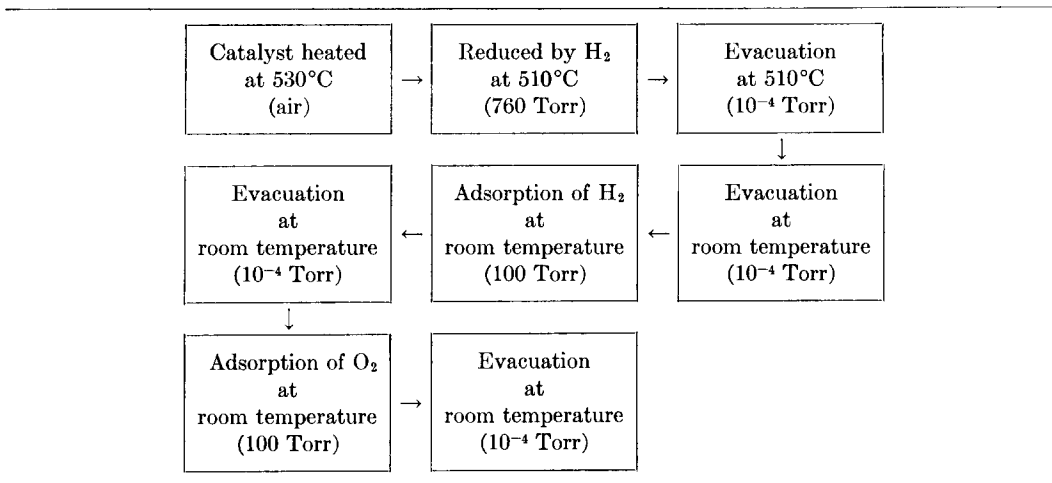 Catalyst heated
at 530°C
(air)
→
Reduced by H₂
at 510°C
(760 Torr)
→
Evacuation
at 510°C
(10⁻⁴ Torr)
↓
Evacuation
at
room temperature
(10⁻⁴ Torr)
←
Adsorption of H₂
at
room temperature
(100 Torr)
←
Evacuation
at
room temperature
(10⁻⁴ Torr)
↓
Adsorption of O₂
at
room temperature
(100 Torr)
→
Evacuation
at
room temperature
(10⁻⁴ Torr)